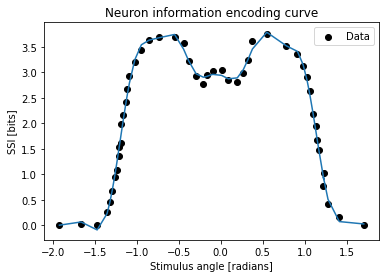 Neuron information encoding curve
Data
SSI [bits]
3.5
3.0
2.5
2.0
1.5
1.0
0.5
0.0
−2.0 −1.5 −1.0 −0.5 0.0 0.5 1.0 1.5
Stimulus angle [radians]